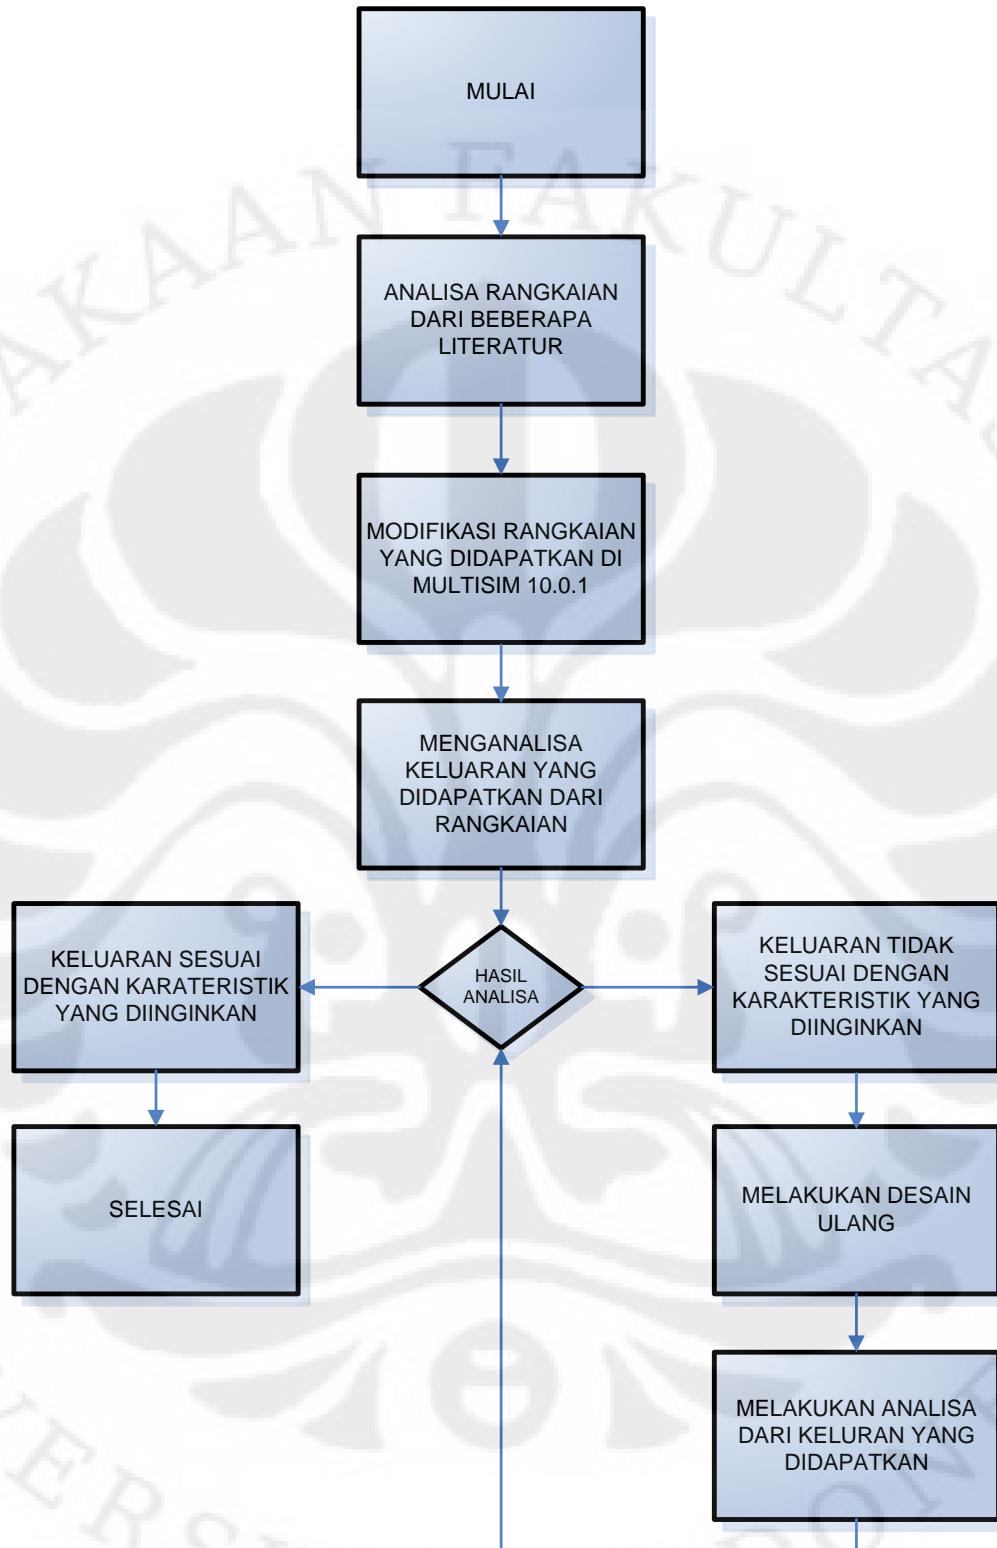 MULAI
ANALISA RANGKAIAN
DARI BEBERAPA
LITERATUR
MODIFIKASI RANGKAIAN
YANG DIDAPATKAN DI
MULTISIM 10.0.1
MENGANALISA
KELUARAN YANG
DIDAPATKAN DARI
RANGKAIAN
HASIL
ANALISA
KELUARAN SESUAI
DENGAN KARATERISTIK
YANG DIINGINKAN
KELUARAN TIDAK
SESUAI DENGAN
KARAKTERISTIK YANG
DIINGINKAN
SELESAI
MELAKUKAN DESAIN
ULANG
MELAKUKAN ANALISA
DARI KELURAN YANG
DIDAPATKAN